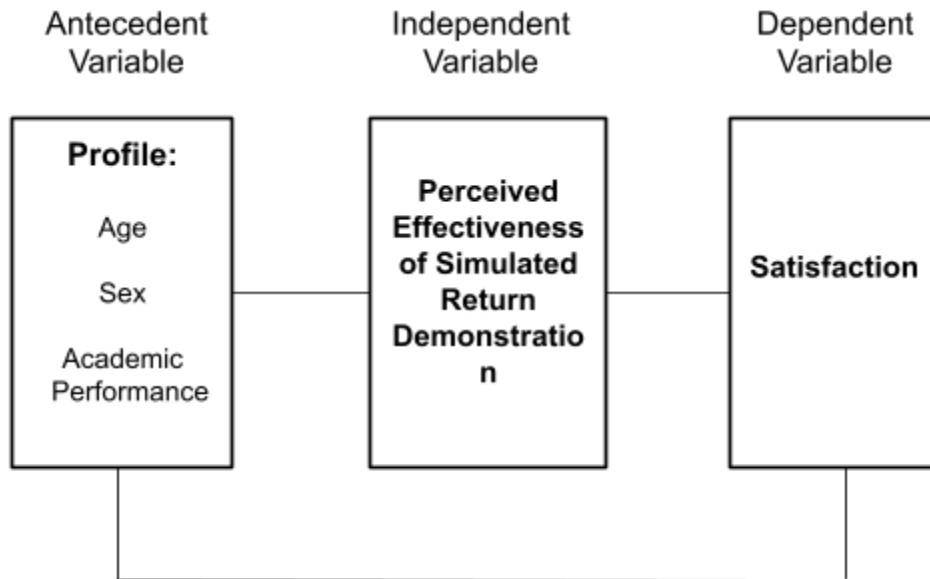 Antecedent
Variable
Independent
Variable
Dependent
Variable
Profile:
Age
Sex
Academic
Performance
Perceived
Effectiveness
of Simulated
Return
Demonstratio
n
Satisfaction